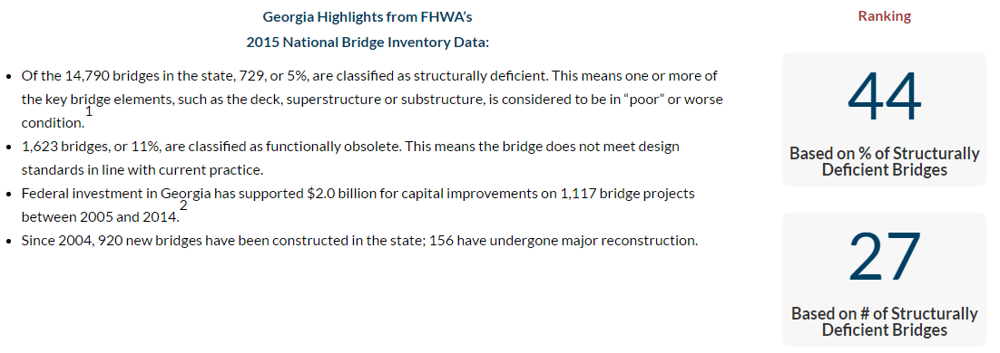 Georgia Highlights from FHWA’s
2015 National Bridge Inventory Data:
• Of the 14,790 bridges in the state, 729, or 5%, are classified as structurally deficient. This means one or more of
the key bridge elements, such as the deck, superstructure or substructure, is considered to be in “poor” or worse
condition.1
• 1,623 bridges, or 11%, are classified as functionally obsolete. This means the bridge does not meet design
standards in line with current practice.
• Federal investment in Georgia has supported $2.0 billion for capital improvements on 1,117 bridge projects
between 2005 and 2014.2
• Since 2004, 920 new bridges have been constructed in the state; 156 have undergone major reconstruction.
Ranking
44
Based on % of Structurally
Deficient Bridges
27
Based on # of Structurally
Deficient Bridges